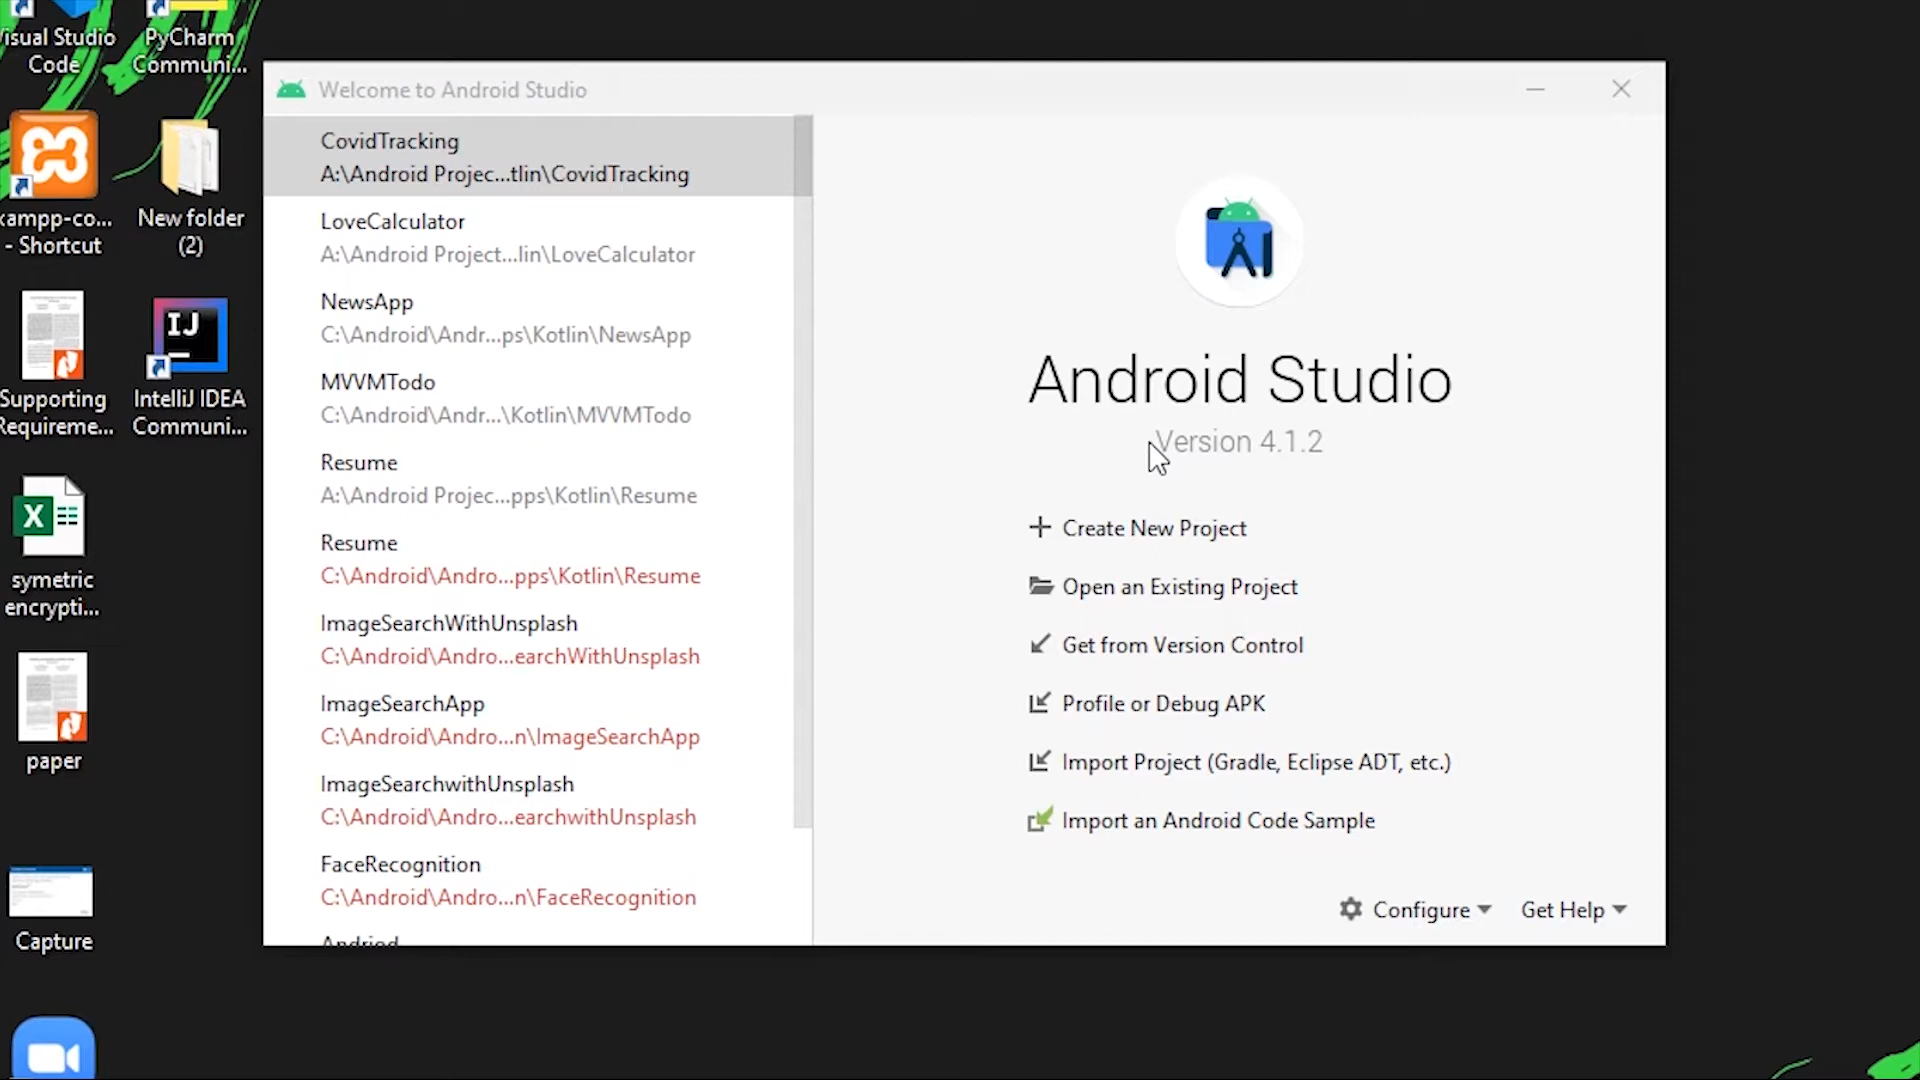 isual Studio
Code
PyCharm
Communi...
xampp-co...
- Shortcut
New folder
(2)
Supporting
Requireme...
IJ
IntelliJ IDEA
Communi...
X
symetric
encrypti...
paper
Capture
Welcome to Android Studio
CovidTracking
A:\Android Projec...tlin\CovidTracking
LoveCalculator
A:\Android Project...lin\LoveCalculator
NewsApp
C:\Android\Andr...ps\Kotlin\NewsApp
MVVMTodo
C:\Android\Andr...\Kotlin\MVVMTodo
Resume
A:\Android Projec...pps\Kotlin\Resume
Resume
C:\Android\Andro...pps\Kotlin\Resume
ImageSearchWithUnsplash
C:\Android\Andro...earchWithUnsplash
ImageSearchApp
C:\Android\Andro...n\ImageSearchApp
ImageSearchwithUnsplash
C:\Android\Andro...earchwithUnsplash
FaceRecognition
C:\Android\Andro...n\FaceRecognition
Andriod
Android Studio
Version 4.1.2
Create New Project
Open an Existing Project
Get from Version Control
Profile or Debug APK
Import Project (Gradle, Eclipse ADT, etc.)
Import an Android Code Sample
Configure
Get Help